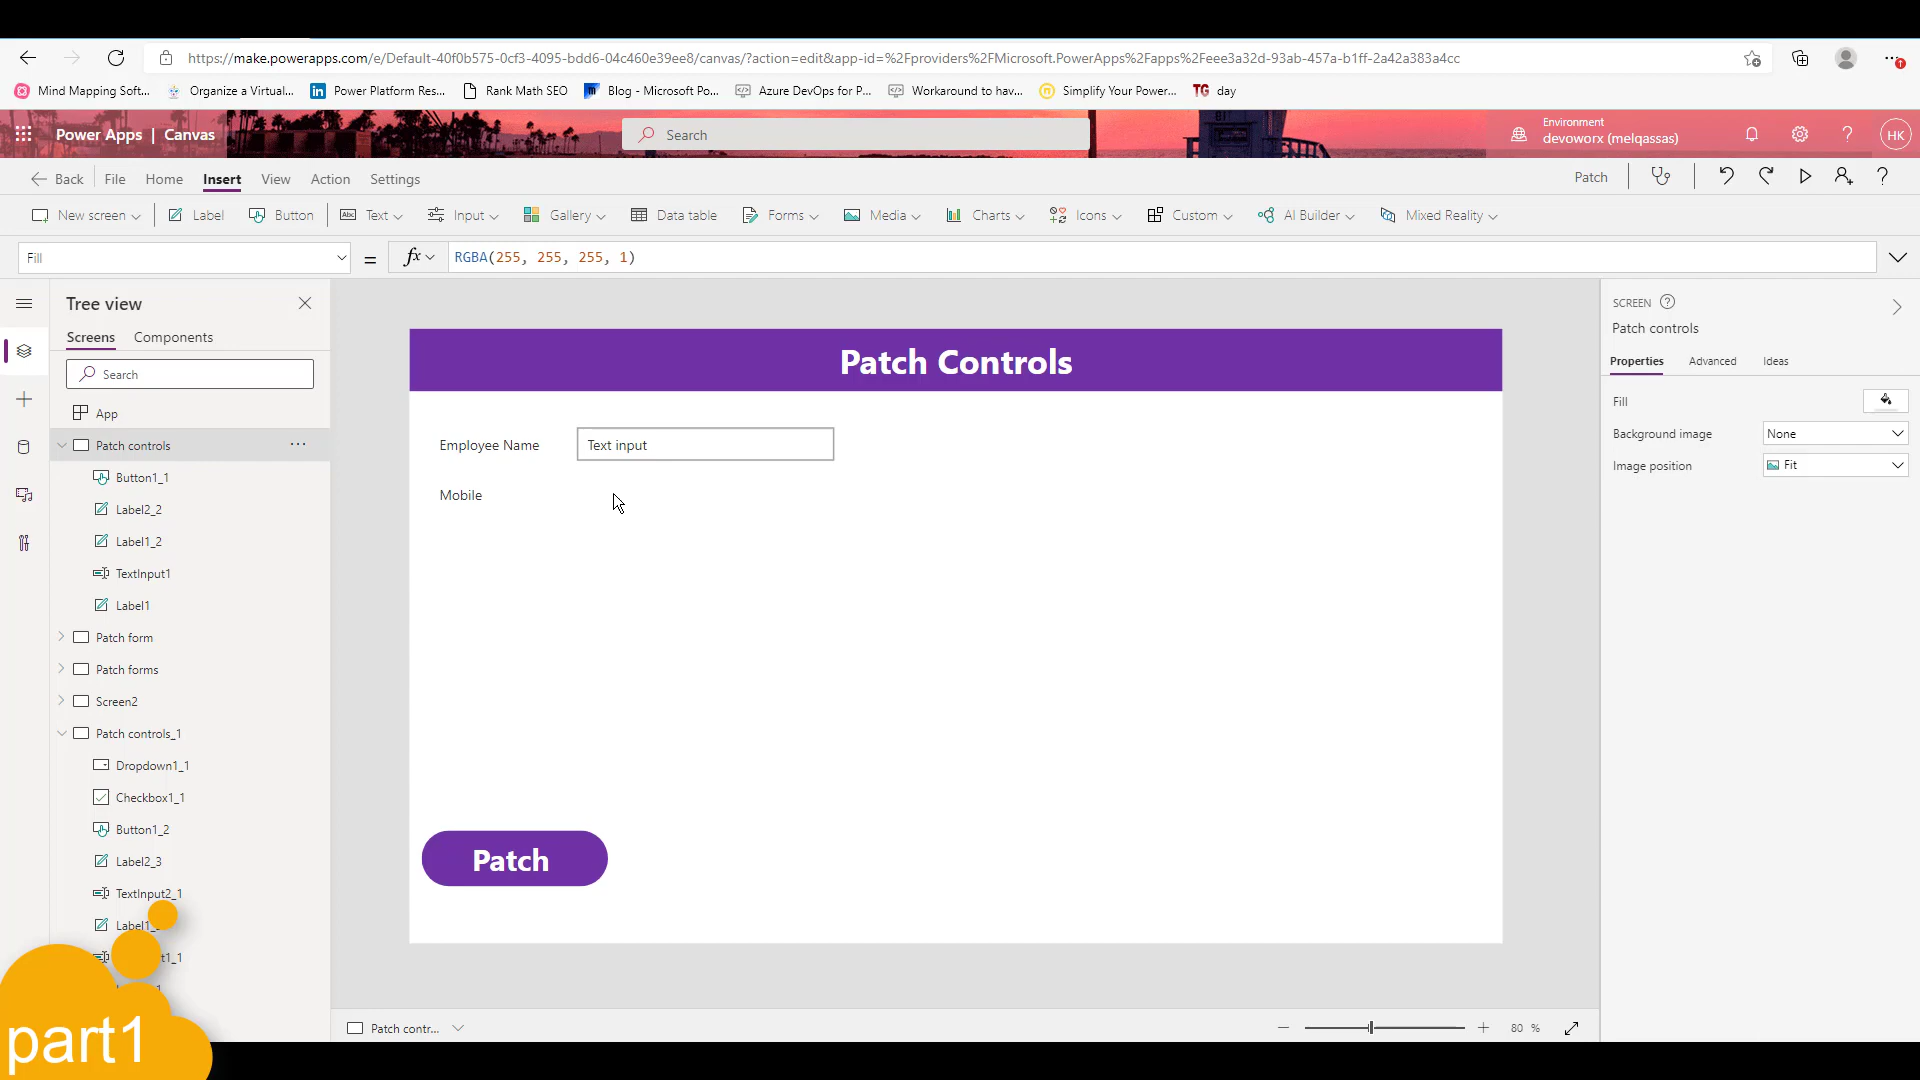 https://make.powerapps.com/e/Default-40f0b575-0cf3-4095-bdd6-04c460e39ee8/canvas/?action=edit&app-id=%2Fproviders%2FMicrosoft.PowerApps%2Fapps%2Feee3a32d-93ab-457a-b1ff-2a42a383a4cc
Mind Mapping Soft... Organize a Virtual... Power Platform Res... Rank Math SEO Blog - Microsoft Po... Azure DevOps for P... Workaround to hav... Simplify Your Power... TG day
Power Apps | Canvas
Search
Environment
devoworx (melqassas)
HK
Back File Home Insert View Action Settings
Patch
New screen Label Button Text Input Gallery Data table Forms Media Charts Icons Custom AI Builder Mixed Reality
Fill = fx RGBA(255, 255, 255, 1)
Tree view
Screens Components
Search
App
Patch controls
Button1_1
Label2_2
Label1_2
TextInput1
Label1
Patch form
Patch forms
Screen2
Patch controls_1
Dropdown1_1
Checkbox1_1
Button1_2
Label2_3
TextInput2_1
Patch Controls
Employee Name Text input
Mobile
Patch
SCREEN
Patch controls
Properties Advanced Ideas
Fill
Background image None
Image position Fit
Patch contr...
80 %
part1